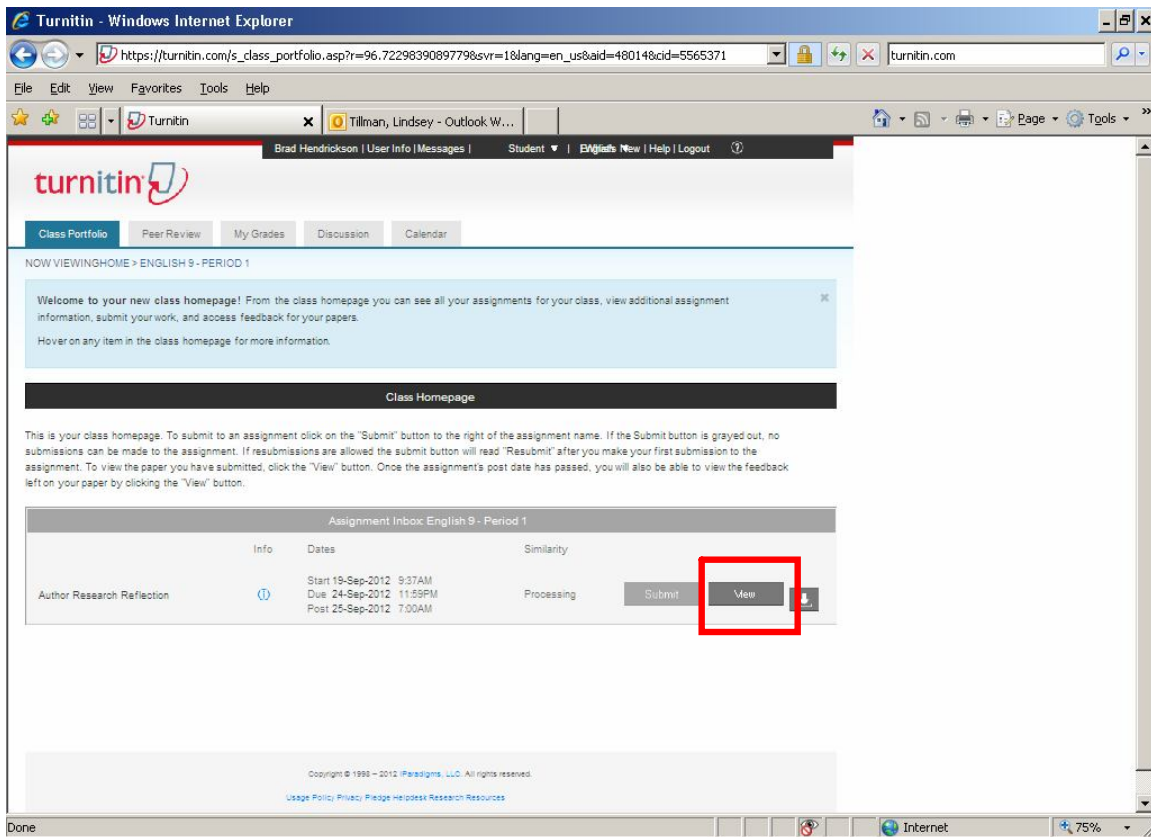 Turnitin - Windows Internet Explorer
https://turnitin.com/s_class_portfolio.asp?r=96.7229839089779&svr=1&lang=en_us&aid=48014&cid=5565371
turnitin.com
File Edit View Favorites Tools Help
Turnitin
Tillman, Lindsey - Outlook W...
Page Tools
Brad Hendrickson | User Info | Messages | Student | New | Help | Logout
turnitin
Class Portfolio Peer Review My Grades Discussion Calendar
NOW VIEWINGHOME > ENGLISH 9 - PERIOD 1
Welcome to your new class homepage! From the class homepage you can see all your assignments for your class, view additional assignment
information, submit your work, and access feedback for your papers.
Hover on any item in the class homepage for more information.
Class Homepage
This is your class homepage. To submit to an assignment click on the "Submit" button to the right of the assignment name. If the Submit button is grayed out, no
submissions can be made to the assignment. If resubmissions are allowed the submit button will read "Resubmit" after you make your first submission to the
assignment. To view the paper you have submitted, click the "View" button. Once the assignment's post date has passed, you will also be able to view the feedback
left on your paper by clicking the "View" button.
Assignment Inbox: English 9 - Period 1
Info Dates Similarity
Start 19-Sep-2012 9:37AM
Author Research Reflection Due 24-Sep-2012 11:59PM Processing Submit View
Post 25-Sep-2012 7:00AM
Copyright © 1998 – 2012 iParadigms, LLC. All rights reserved.
Usage Policy Privacy Pledge Helpdesk Research Resources
Done Internet 75%